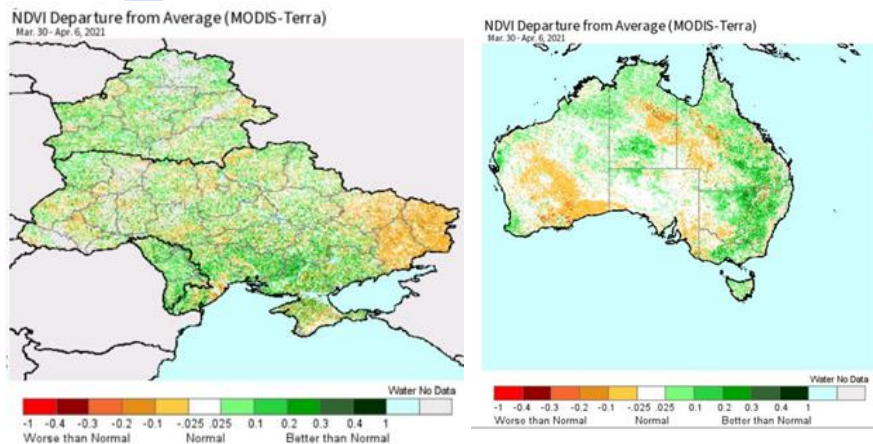 NDVI Departure from Average (MODIS-Terra)
Mar. 30 - Apr. 6, 2021
Water No Data
-1 -0.4 -0.3 -0.2 -0.1 -.025 .025 0.1 0.2 0.3 0.4 1
Worse than Normal Normal Better than Normal
NDVI Departure from Average (MODIS-Terra)
Mar. 30 - Apr. 6, 2021
Water No Data
-1 -0.4 -0.3 -0.2 -0.1 -.025 .025 0.1 0.2 0.3 0.4 1
Worse than Normal Normal Better than Normal